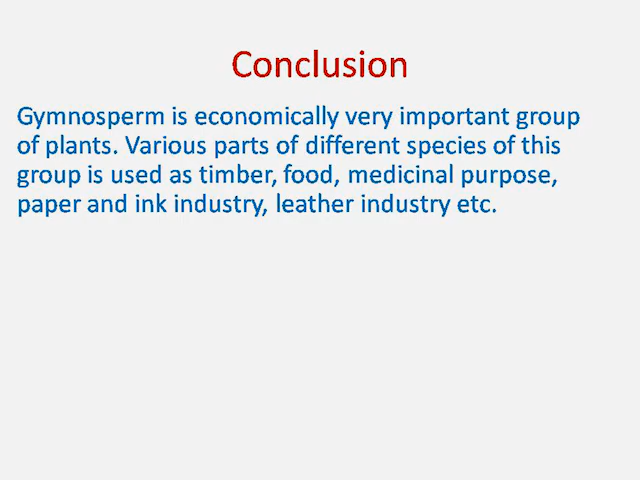 Conclusion
Gymnosperm is economically very important group
of plants. Various parts of different species of this
group is used as timber, food, medicinal purpose,
paper and ink industry, leather industry etc.